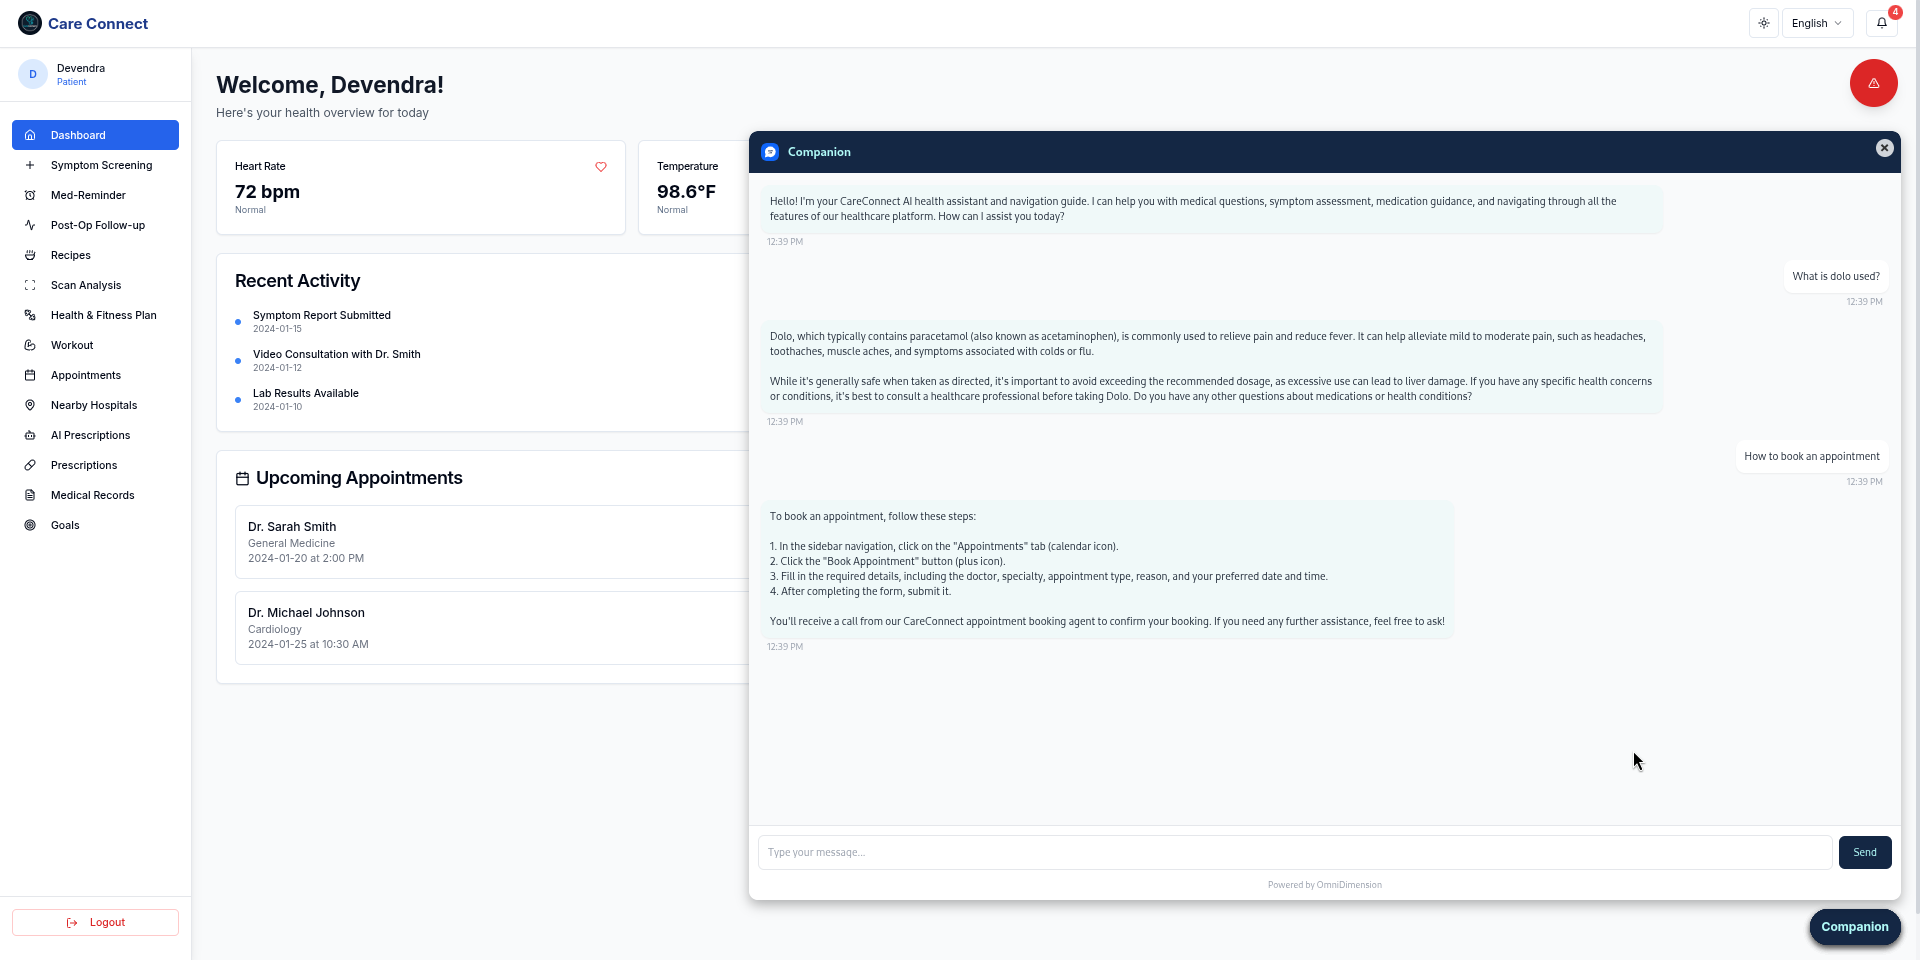 Care Connect
English
4
D
Devendra
Patient
Dashboard
Symptom Screening
Med-Reminder
Post-Op Follow-up
Recipes
Scan Analysis
Health & Fitness Plan
Workout
Appointments
Nearby Hospitals
AI Prescriptions
Prescriptions
Medical Records
Goals
Logout
Welcome, Devendra!
Here's your health overview for today
Heart Rate
72 bpm
Normal
Temperature
98.6°F
Normal
Recent Activity
Symptom Report Submitted
2024-01-15
Video Consultation with Dr. Smith
2024-01-12
Lab Results Available
2024-01-10
Upcoming Appointments
Dr. Sarah Smith
General Medicine
2024-01-20 at 2:00 PM
Dr. Michael Johnson
Cardiology
2024-01-25 at 10:30 AM
Companion
Hello! I'm your CareConnect AI health assistant and navigation guide. I can help you with medical questions, symptom assessment, medication guidance, and navigating through all the
features of our healthcare platform. How can I assist you today?
12:39 PM
What is dolo used?
12:39 PM
Dolo, which typically contains paracetamol (also known as acetaminophen), is commonly used to relieve pain and reduce fever. It can help alleviate mild to moderate pain, such as headaches,
toothaches, muscle aches, and symptoms associated with colds or flu.
While it's generally safe when taken as directed, it's important to avoid exceeding the recommended dosage, as excessive use can lead to liver damage. If you have any specific health concerns
or conditions, it's best to consult a healthcare professional before taking Dolo. Do you have any other questions about medications or health conditions?
12:39 PM
How to book an appointment
12:39 PM
To book an appointment, follow these steps:
1. In the sidebar navigation, click on the "Appointments" tab (calendar icon).
2. Click the "Book Appointment" button (plus icon).
3. Fill in the required details, including the doctor, specialty, appointment type, reason, and your preferred date and time.
4. After completing the form, submit it.
You'll receive a call from our CareConnect appointment booking agent to confirm your booking. If you need any further assistance, feel free to ask!
12:39 PM
Type your message...
Send
Powered by OmniDimension
Companion